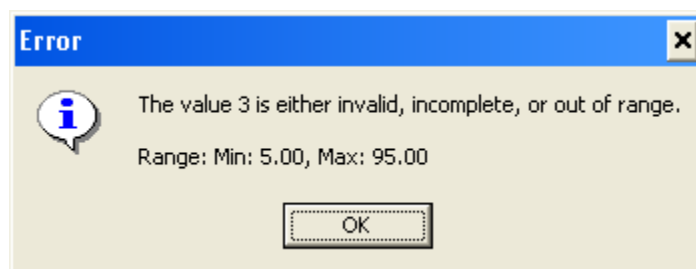 Error
The value 3 is either invalid, incomplete, or out of range.
Range: Min: 5.00, Max: 95.00
OK